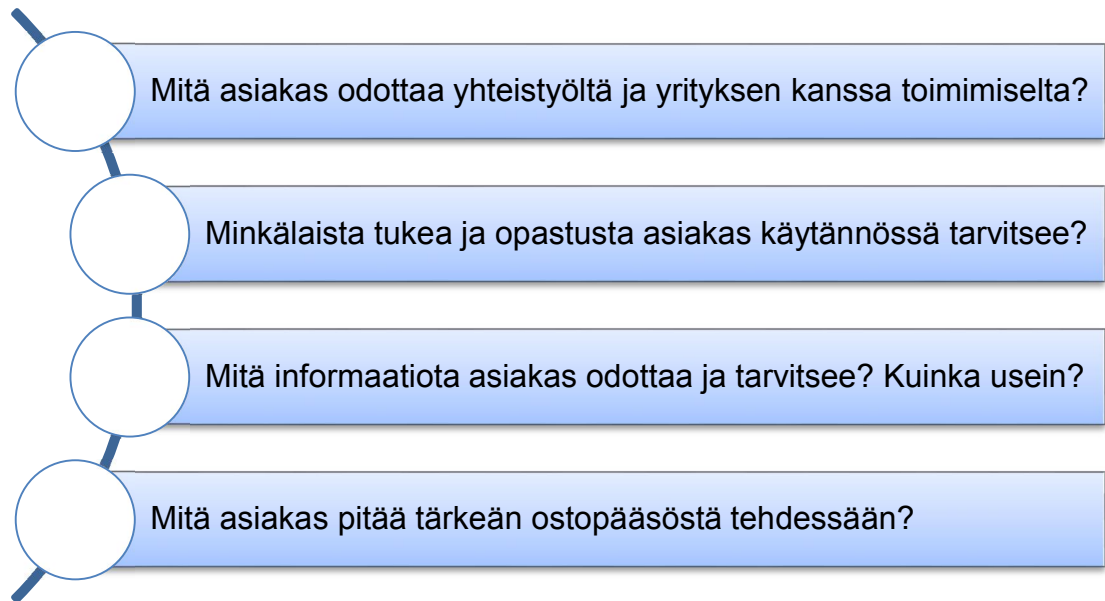 Mitä asiakas odottaa yhteistyöltä ja yrityksen kanssa toimimiselta?
Minkälaista tukea ja opastusta asiakas käytännössä tarvitsee?
Mitä informaatiota asiakas odottaa ja tarvitsee? Kuinka usein?
Mitä asiakas pitää tärkeän ostopääsöstä tehdessään?